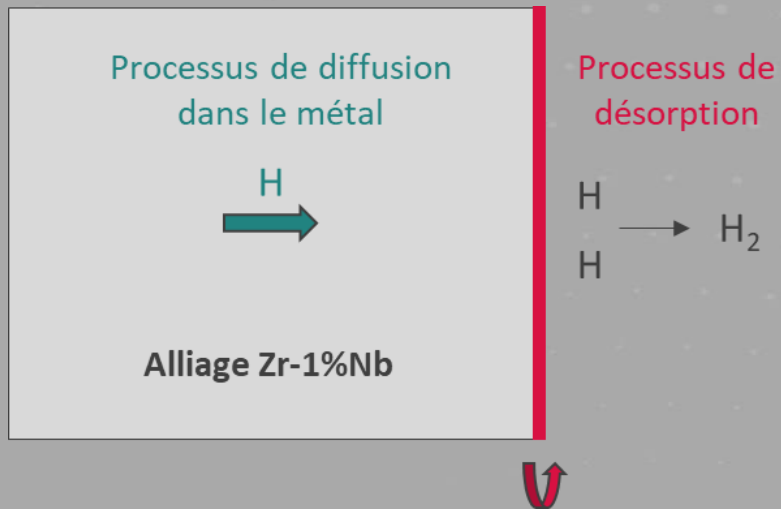 Processus de diffusion
dans le métal
H
Alliage Zr-1%Nb
Processus de
désorption
H
H
H₂